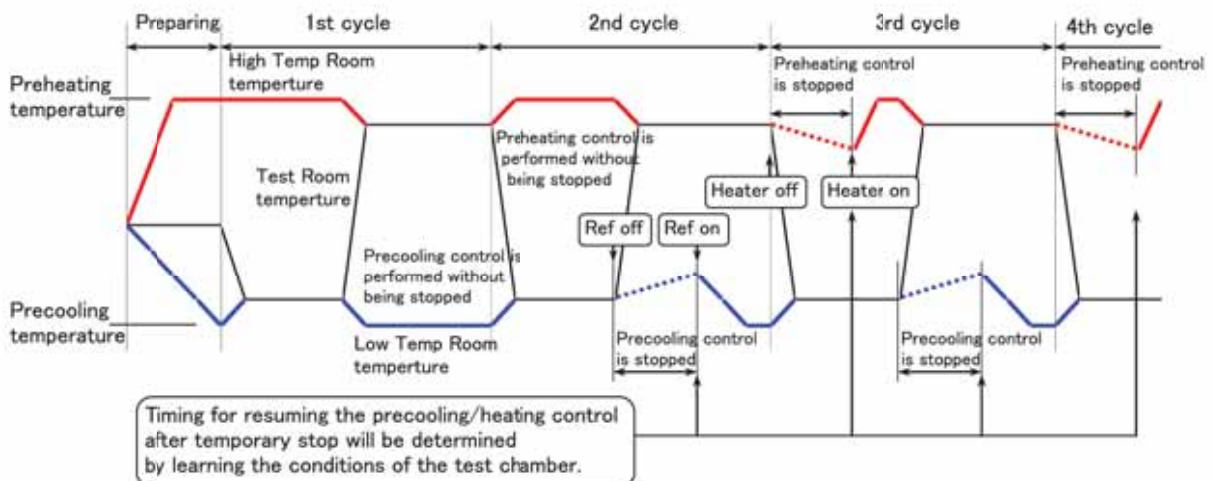 Preparing
1st cycle
2nd cycle
3rd cycle
4th cycle
High Temp Room
temperture
Preheating
temperature
Preheating control
is stopped
Preheating control
is stopped
Test Room
temperture
Preheating control is
performed without
being stopped
Heater off
Heater on
Ref off
Ref on
Precooling control is
performed without
being stopped
Precooling
temperature
Low Temp Room
temperture
Precooling control
is stopped
Precooling control
is stopped
Timing for resuming the precooling/heating control
after temporary stop will be determined
by learning the conditions of the test chamber.